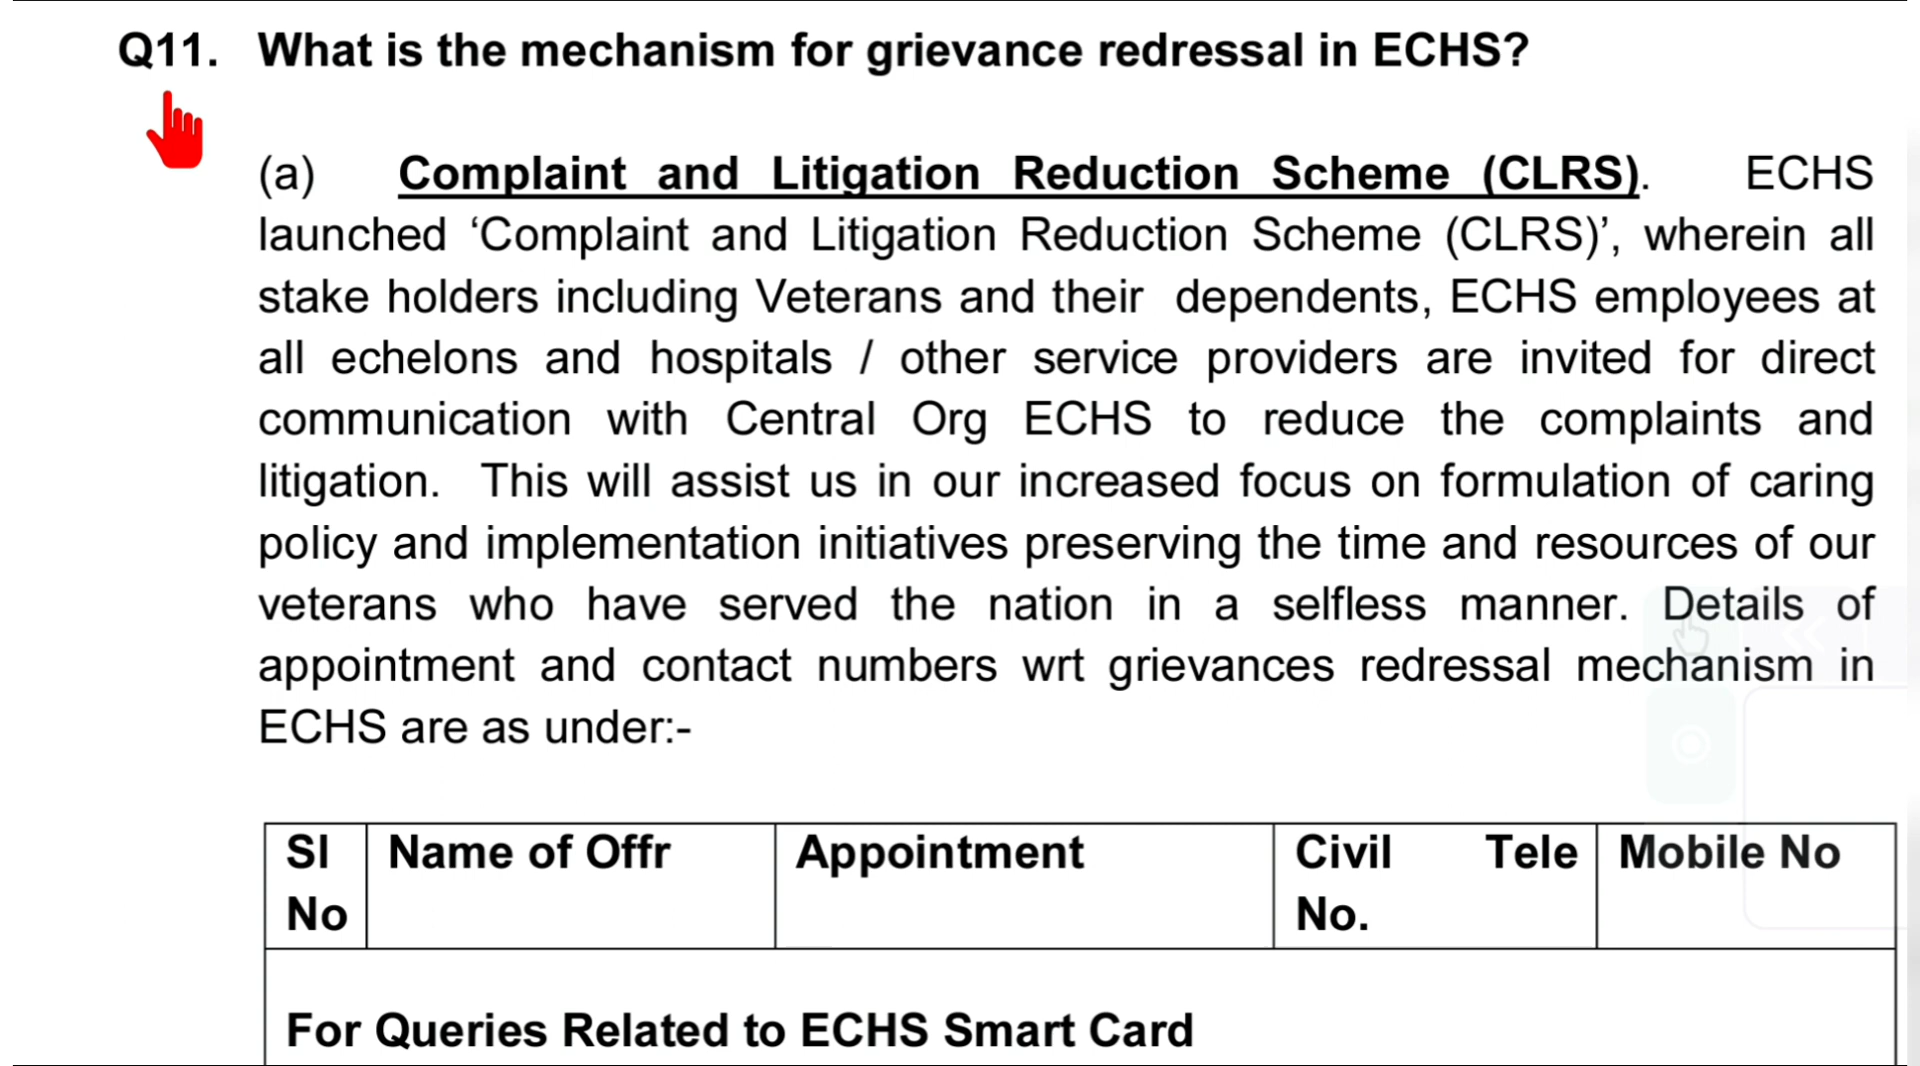 Q11. What is the mechanism for grievance redressal in ECHS?
(a) Complaint and Litigation Reduction Scheme (CLRS). ECHS
launched ‘Complaint and Litigation Reduction Scheme (CLRS)’, wherein all
stake holders including Veterans and their dependents, ECHS employees at
all echelons and hospitals / other service providers are invited for direct
communication with Central Org ECHS to reduce the complaints and
litigation. This will assist us in our increased focus on formulation of caring
policy and implementation initiatives preserving the time and resources of our
veterans who have served the nation in a selfless manner. Details of
appointment and contact numbers wrt grievances redressal mechanism in
ECHS are as under:-
Sl No
Name of Offr
Appointment
Civil Tele No.
Mobile No
For Queries Related to ECHS Smart Card